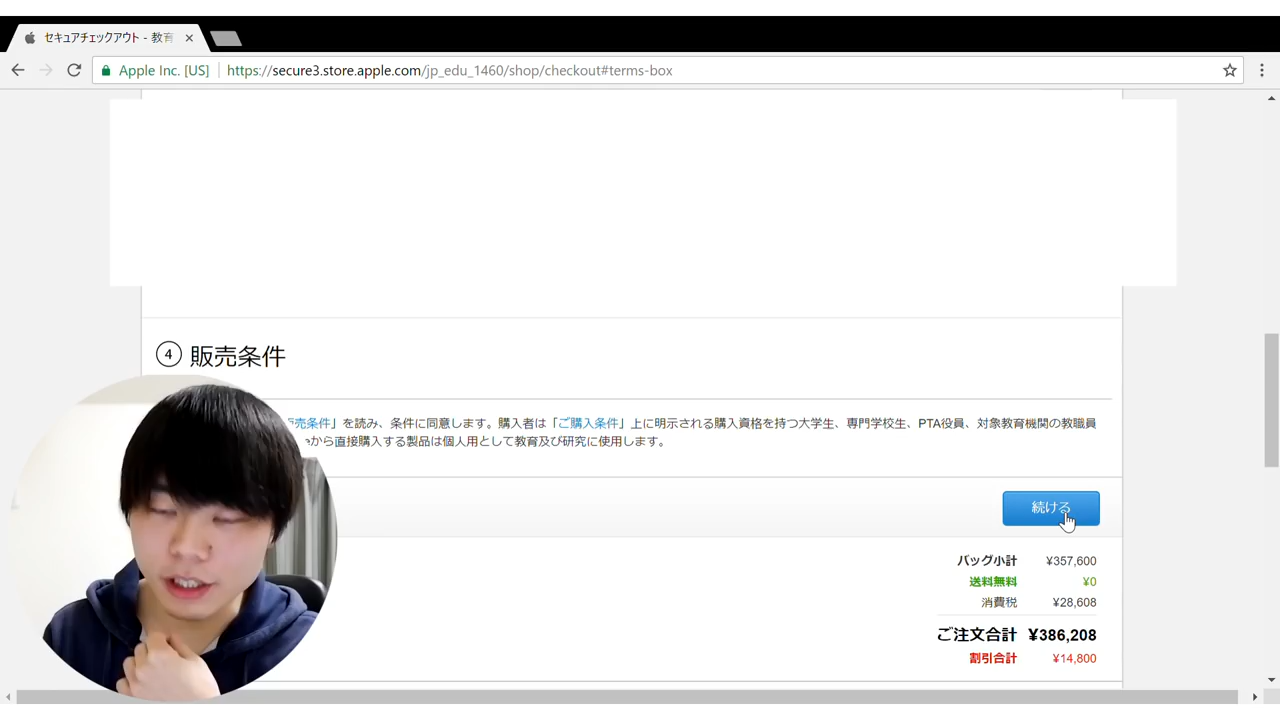 セキュアチェックアウト - 教育
Apple Inc. [US]
https://secure3.store.apple.com/jp_edu_1460/shop/checkout#terms-box
4 販売条件
売条件」を読み、条件に同意します。購入者は「ご購入条件」上に明示される購入資格を持つ大学生、専門学校生、PTA役員、対象教育機関の教職員
から直接購入する製品は個人用として教育及び研究に使用します。
続ける
バッグ小計 ¥357,600
送料無料 ¥0
消費税 ¥28,608
ご注文合計 ¥386,208
割引合計 ¥14,800